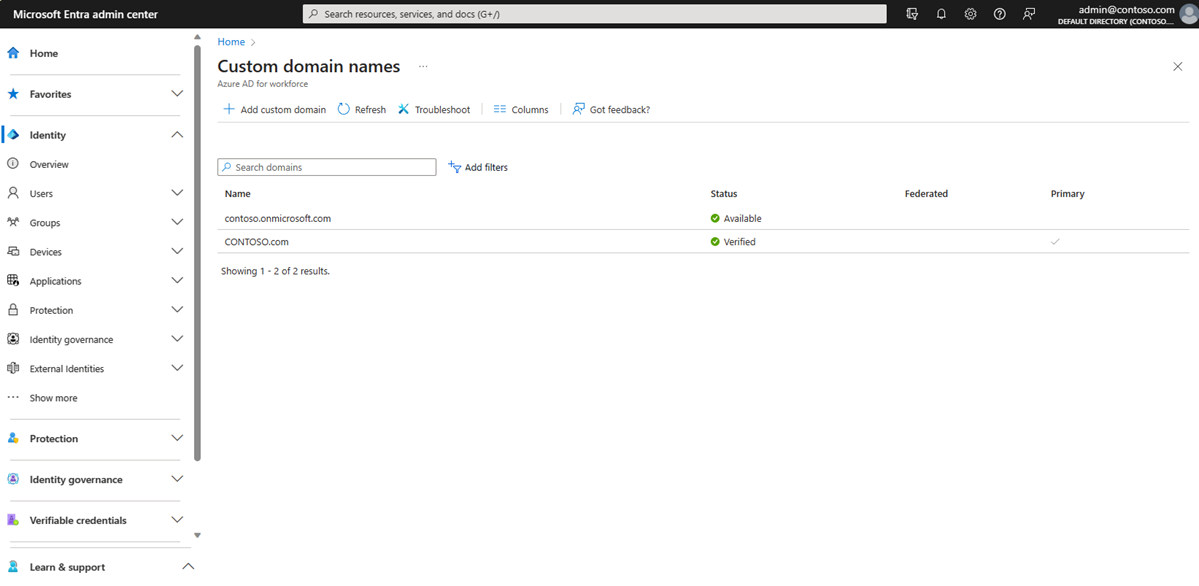 Microsoft Entra admin center
Search resources, services, and docs (G+/)
admin@contoso.com
DEFAULT DIRECTORY (CONTOSO....
Home
Favorites
Identity
Overview
Users
Groups
Devices
Applications
Protection
Identity governance
External Identities
Show more
Protection
Identity governance
Verifiable credentials
Learn & support
Home
Custom domain names ...
Azure AD for workforce
Add custom domain Refresh Troubleshoot Columns Got feedback?
Search domains Add filters
Name Status Federated Primary
contoso.onmicrosoft.com Available
CONTOSO.com Verified
Showing 1 - 2 of 2 results.